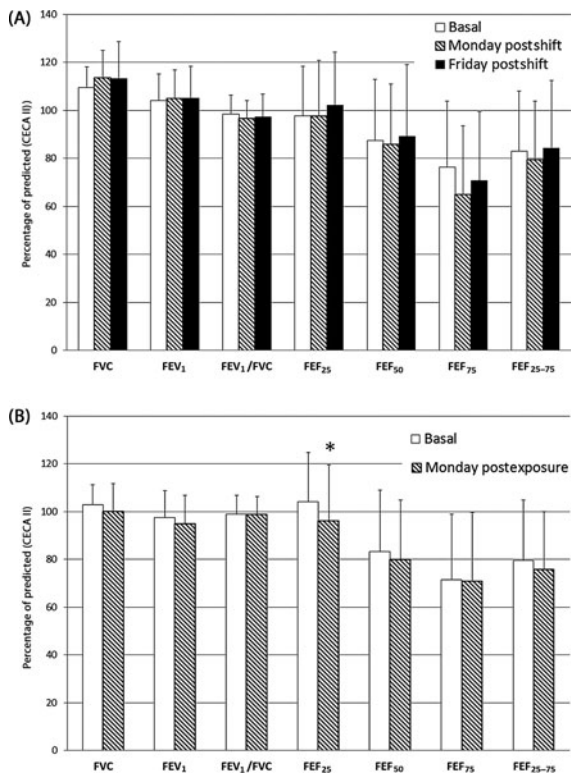 (A)
140
120
100
80
60
40
20
0
Percentage of predicted (CECA II)
Basal
Monday postshift
Friday postshift
FVC FEV₁ FEV₁/FVC FEF₂₅ FEF₅₀ FEF₇₅ FEF₂₅₋₇₅
(B)
140
120
100
80
60
40
20
0
Percentage of predicted (CECA II)
Basal
Monday postexposure
*
FVC FEV₁ FEV₁/FVC FEF₂₅ FEF₅₀ FEF₇₅ FEF₂₅₋₇₅